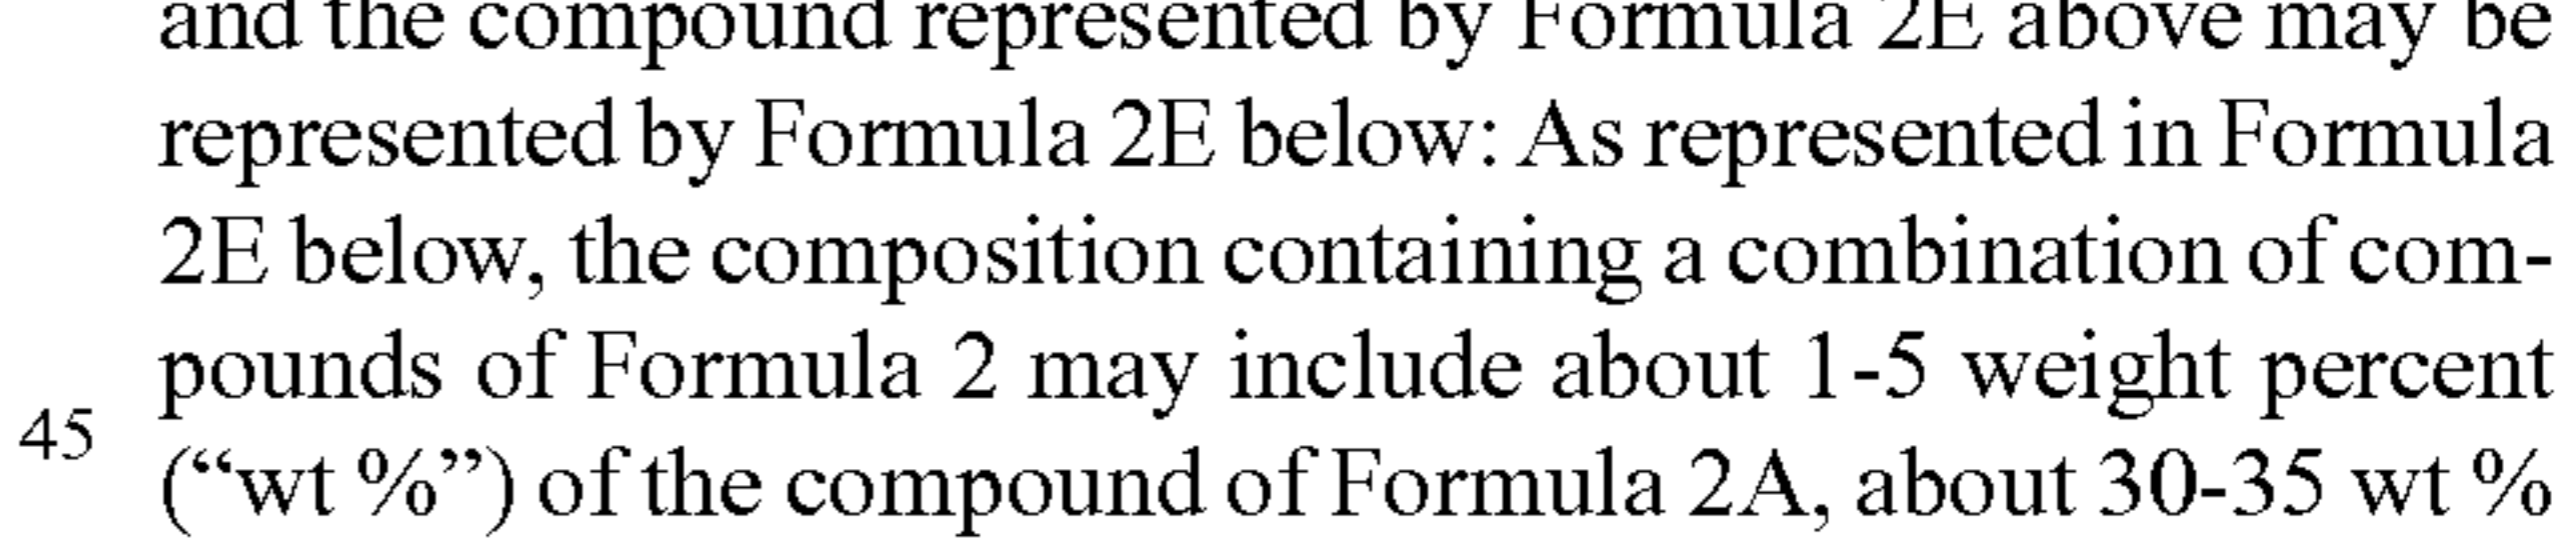 and the compound represented by Formula 2E above may be
represented by Formula 2E below: As represented in Formula
2E below, the composition containing a combination of com-
pounds of Formula 2 may include about 1-5 weight percent
45
(“wt %”) of the compound of Formula 2A, about 30-35 wt %